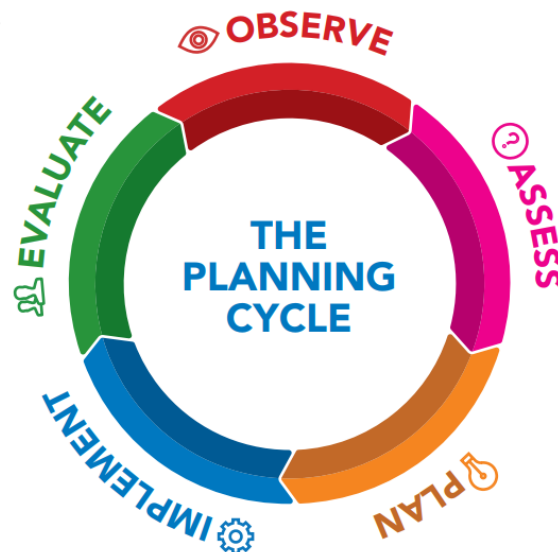 OBSERVE
ASSESS
PLAN
IMPLEMENT
EVALUATE
THE
PLANNING
CYCLE